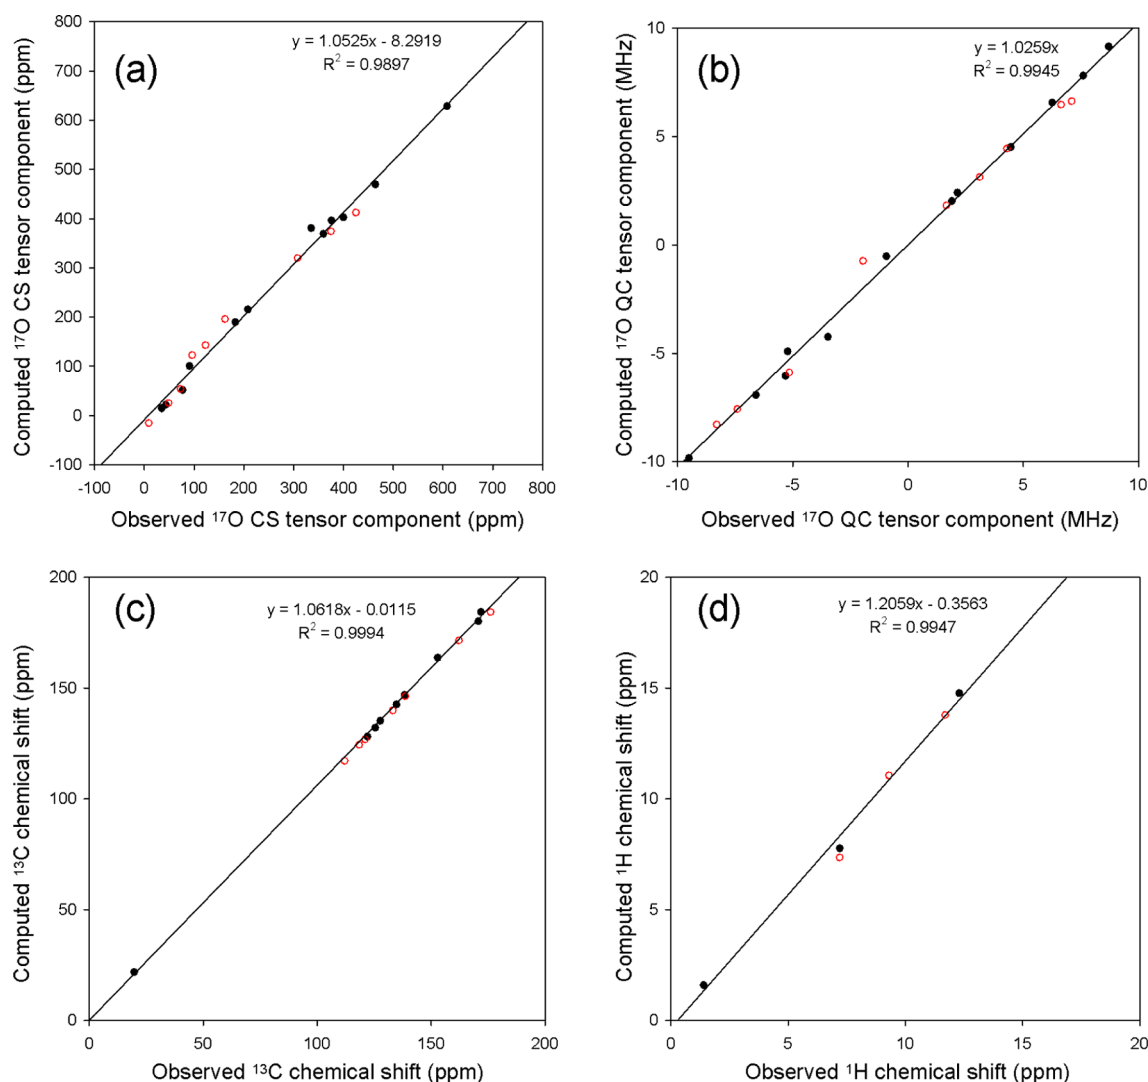 (a)
y = 1.0525x - 8.2919
R² = 0.9897
Computed ¹⁷O CS tensor component (ppm)
800
700
600
500
400
300
200
100
0
-100
-100 0 100 200 300 400 500 600 700 800
Observed ¹⁷O CS tensor component (ppm)
(b)
y = 1.0259x
R² = 0.9945
Computed ¹⁷O QC tensor component (MHz)
10
5
0
-5
-10
-10 -5 0 5 10
Observed ¹⁷O QC tensor component (MHz)
(c)
y = 1.0618x - 0.0115
R² = 0.9994
Computed ¹³C chemical shift (ppm)
200
150
100
50
0
0 50 100 150 200
Observed ¹³C chemical shift (ppm)
(d)
y = 1.2059x - 0.3563
R² = 0.9947
Computed ¹H chemical shift (ppm)
20
15
10
5
0
0 5 10 15 20
Observed ¹H chemical shift (ppm)